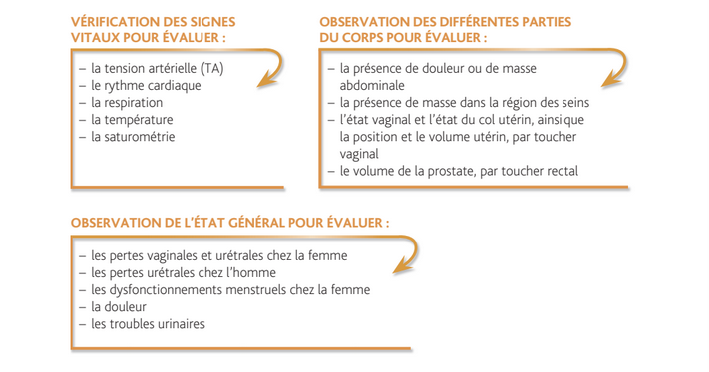 VÉRIFICATION DES SIGNES
VITAUX POUR ÉVALUER :
– la tension artérielle (TA)
– le rythme cardiaque
– la respiration
– la température
– la saturométrie
OBSERVATION DES DIFFÉRENTES PARTIES
DU CORPS POUR ÉVALUER :
– la présence de douleur ou de masse
abdominale
– la présence de masse dans la région des seins
– l’état vaginal et l’état du col utérin, ainsique
la position et le volume utérin, par toucher
vaginal
– le volume de la prostate, par toucher rectal
OBSERVATION DE L’ÉTAT GÉNÉRAL POUR ÉVALUER :
– les pertes vaginales et urétrales chez la femme
– les pertes urétrales chez l’homme
– les dysfonctionnements menstruels chez la femme
– la douleur
– les troubles urinaires